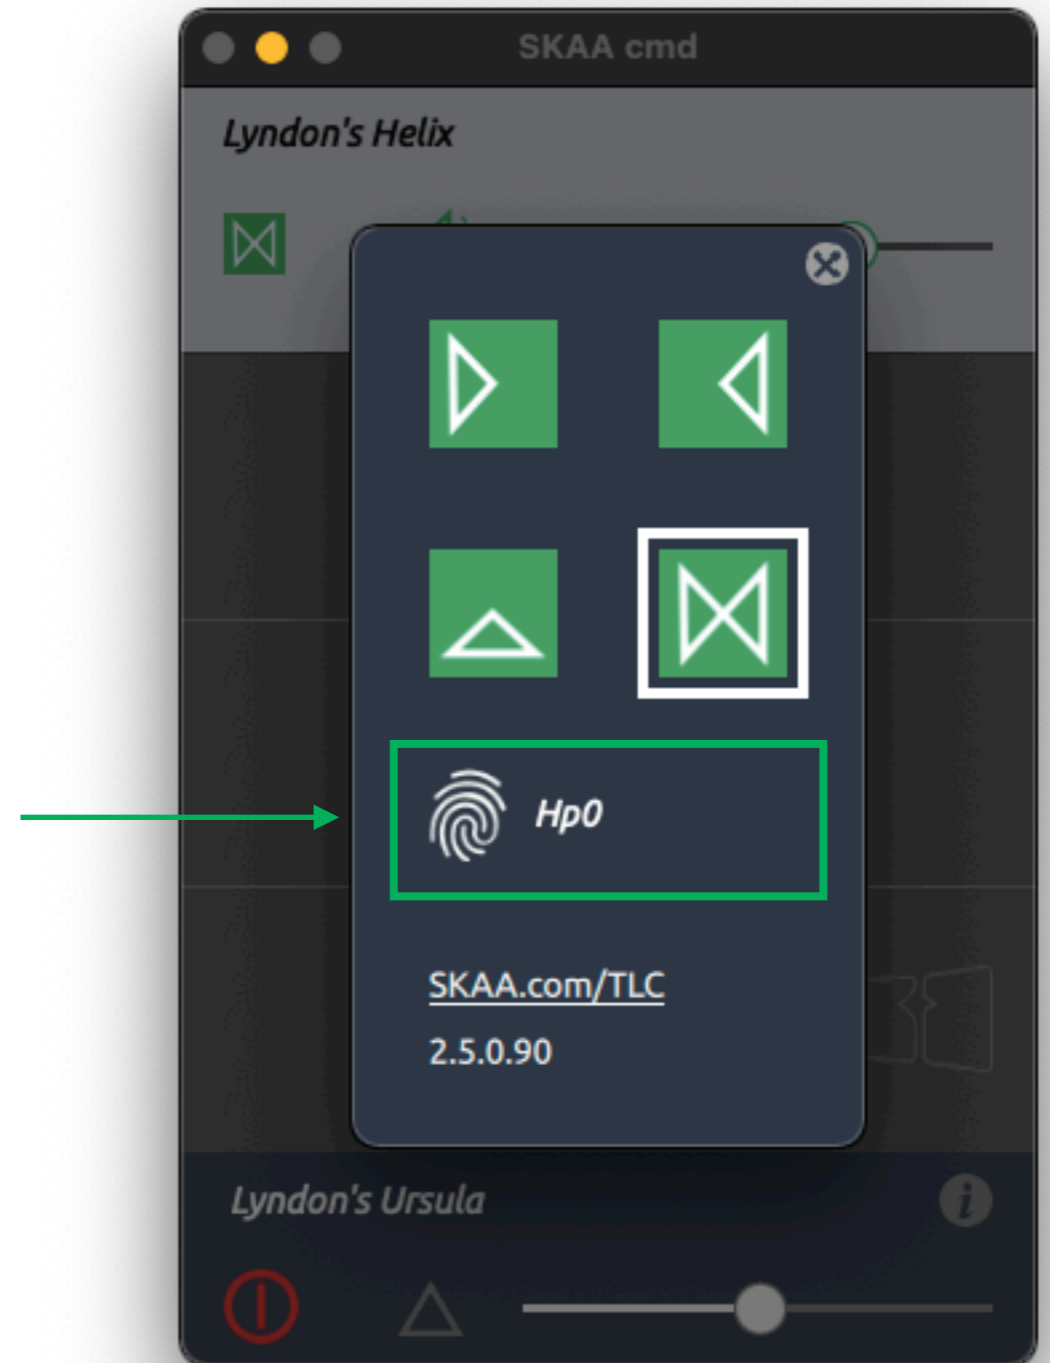 SKAA cmd
Lyndon's Helix
Hp0
SKAA.com/TLC
2.5.0.90
Lyndon's Ursula
i